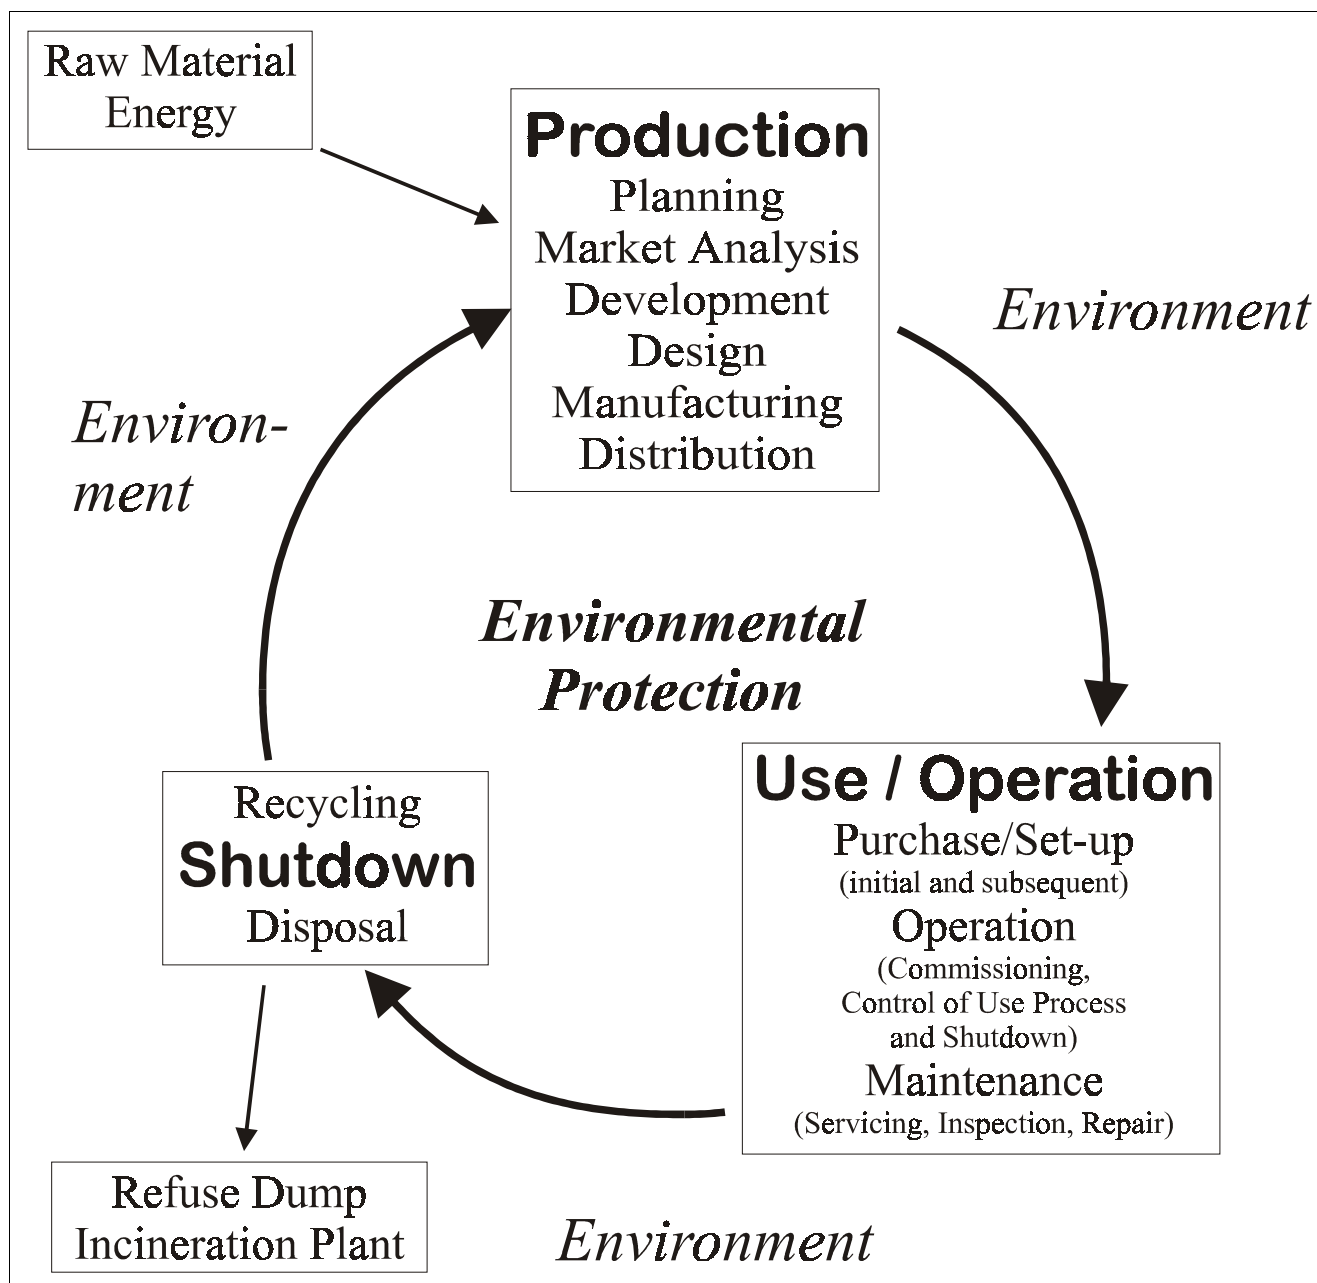 Raw Material
Energy
Production
Planning
Market Analysis
Development
Design
Manufacturing
Distribution
Environment
Environ-
ment
Environmental
Protection
Use / Operation
Purchase/Set-up
(initial and subsequent)
Operation
(Commissioning,
Control of Use Process
and Shutdown)
Maintenance
(Servicing, Inspection, Repair)
Recycling
Shutdown
Disposal
Refuse Dump
Incineration Plant
Environment